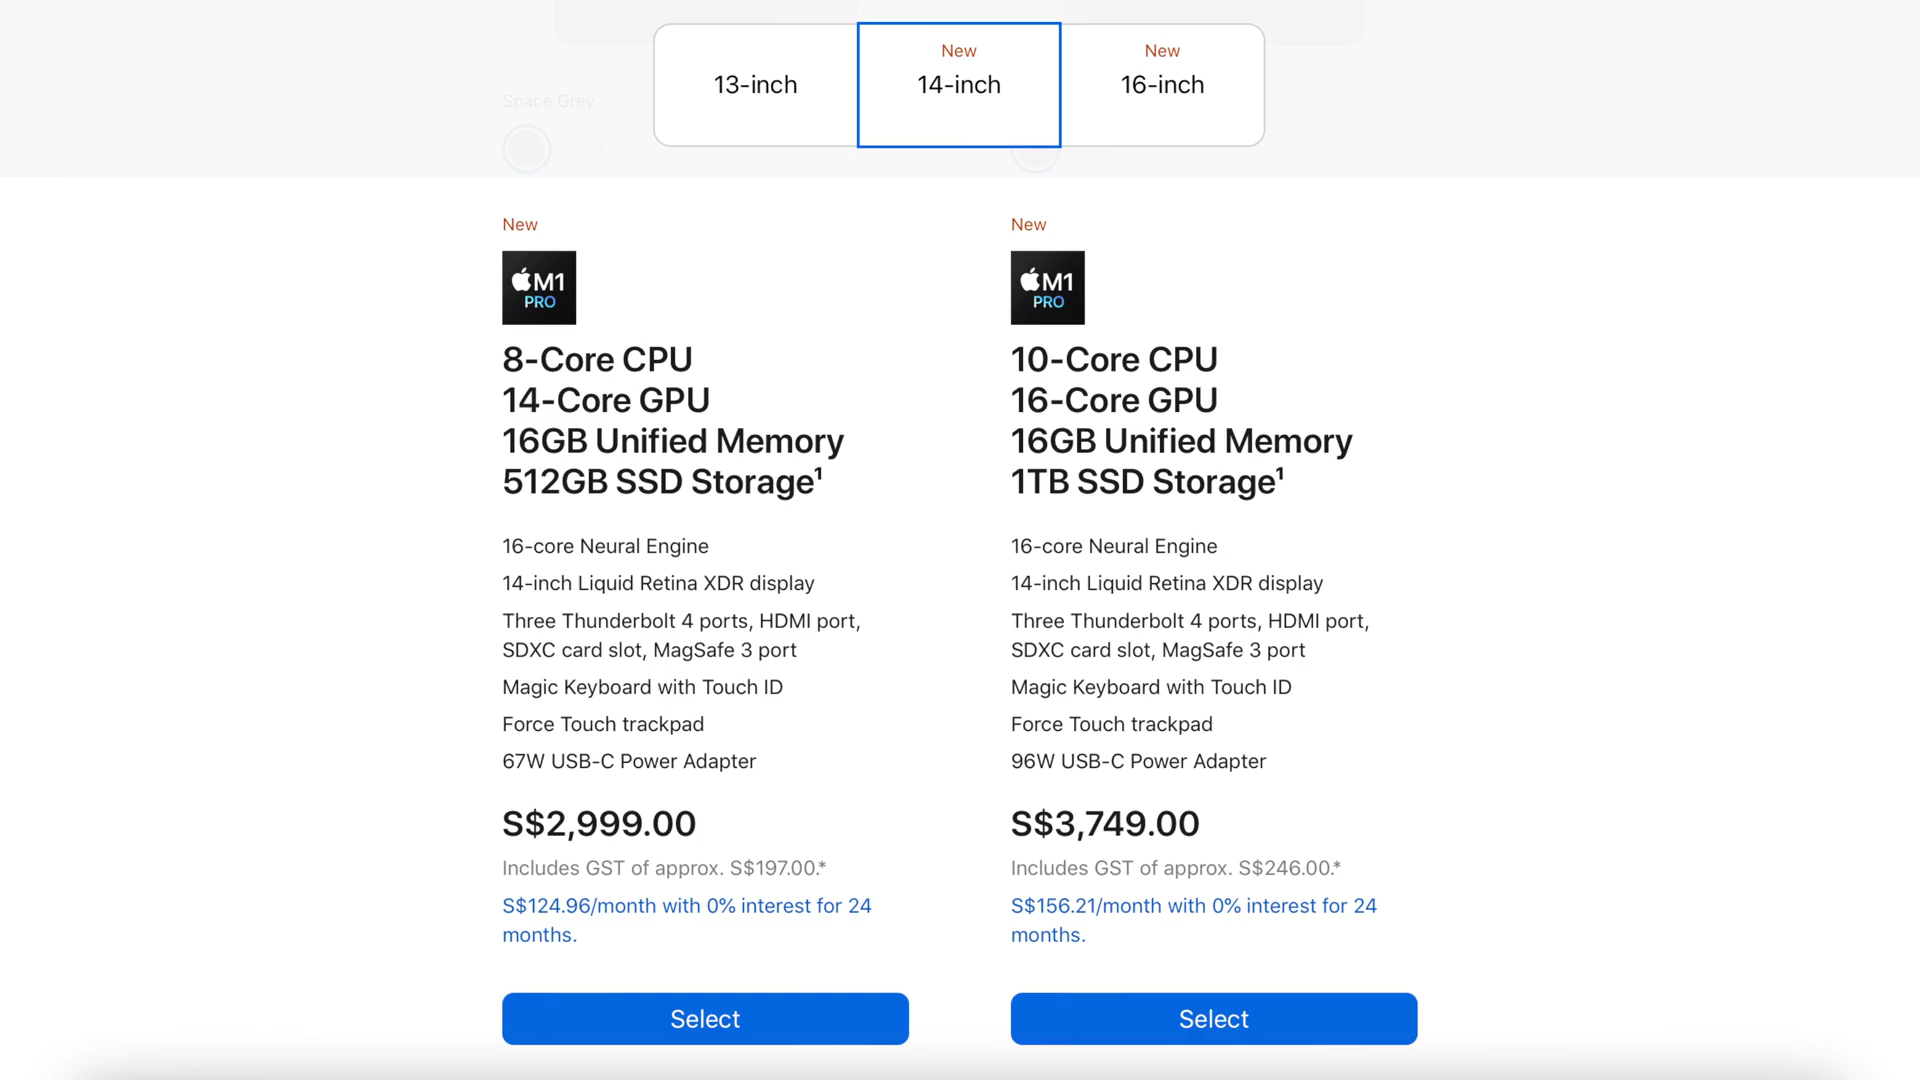 13-inch
New
14-inch
New
16-inch
Space Grey
New
M1
PRO
8-Core CPU
14-Core GPU
16GB Unified Memory
512GB SSD Storage¹
16-core Neural Engine
14-inch Liquid Retina XDR display
Three Thunderbolt 4 ports, HDMI port,
SDXC card slot, MagSafe 3 port
Magic Keyboard with Touch ID
Force Touch trackpad
67W USB-C Power Adapter
S$2,999.00
Includes GST of approx. S$197.00.*
S$124.96/month with 0% interest for 24
months.
Select
New
M1
PRO
10-Core CPU
16-Core GPU
16GB Unified Memory
1TB SSD Storage¹
16-core Neural Engine
14-inch Liquid Retina XDR display
Three Thunderbolt 4 ports, HDMI port,
SDXC card slot, MagSafe 3 port
Magic Keyboard with Touch ID
Force Touch trackpad
96W USB-C Power Adapter
S$3,749.00
Includes GST of approx. S$246.00.*
S$156.21/month with 0% interest for 24
months.
Select